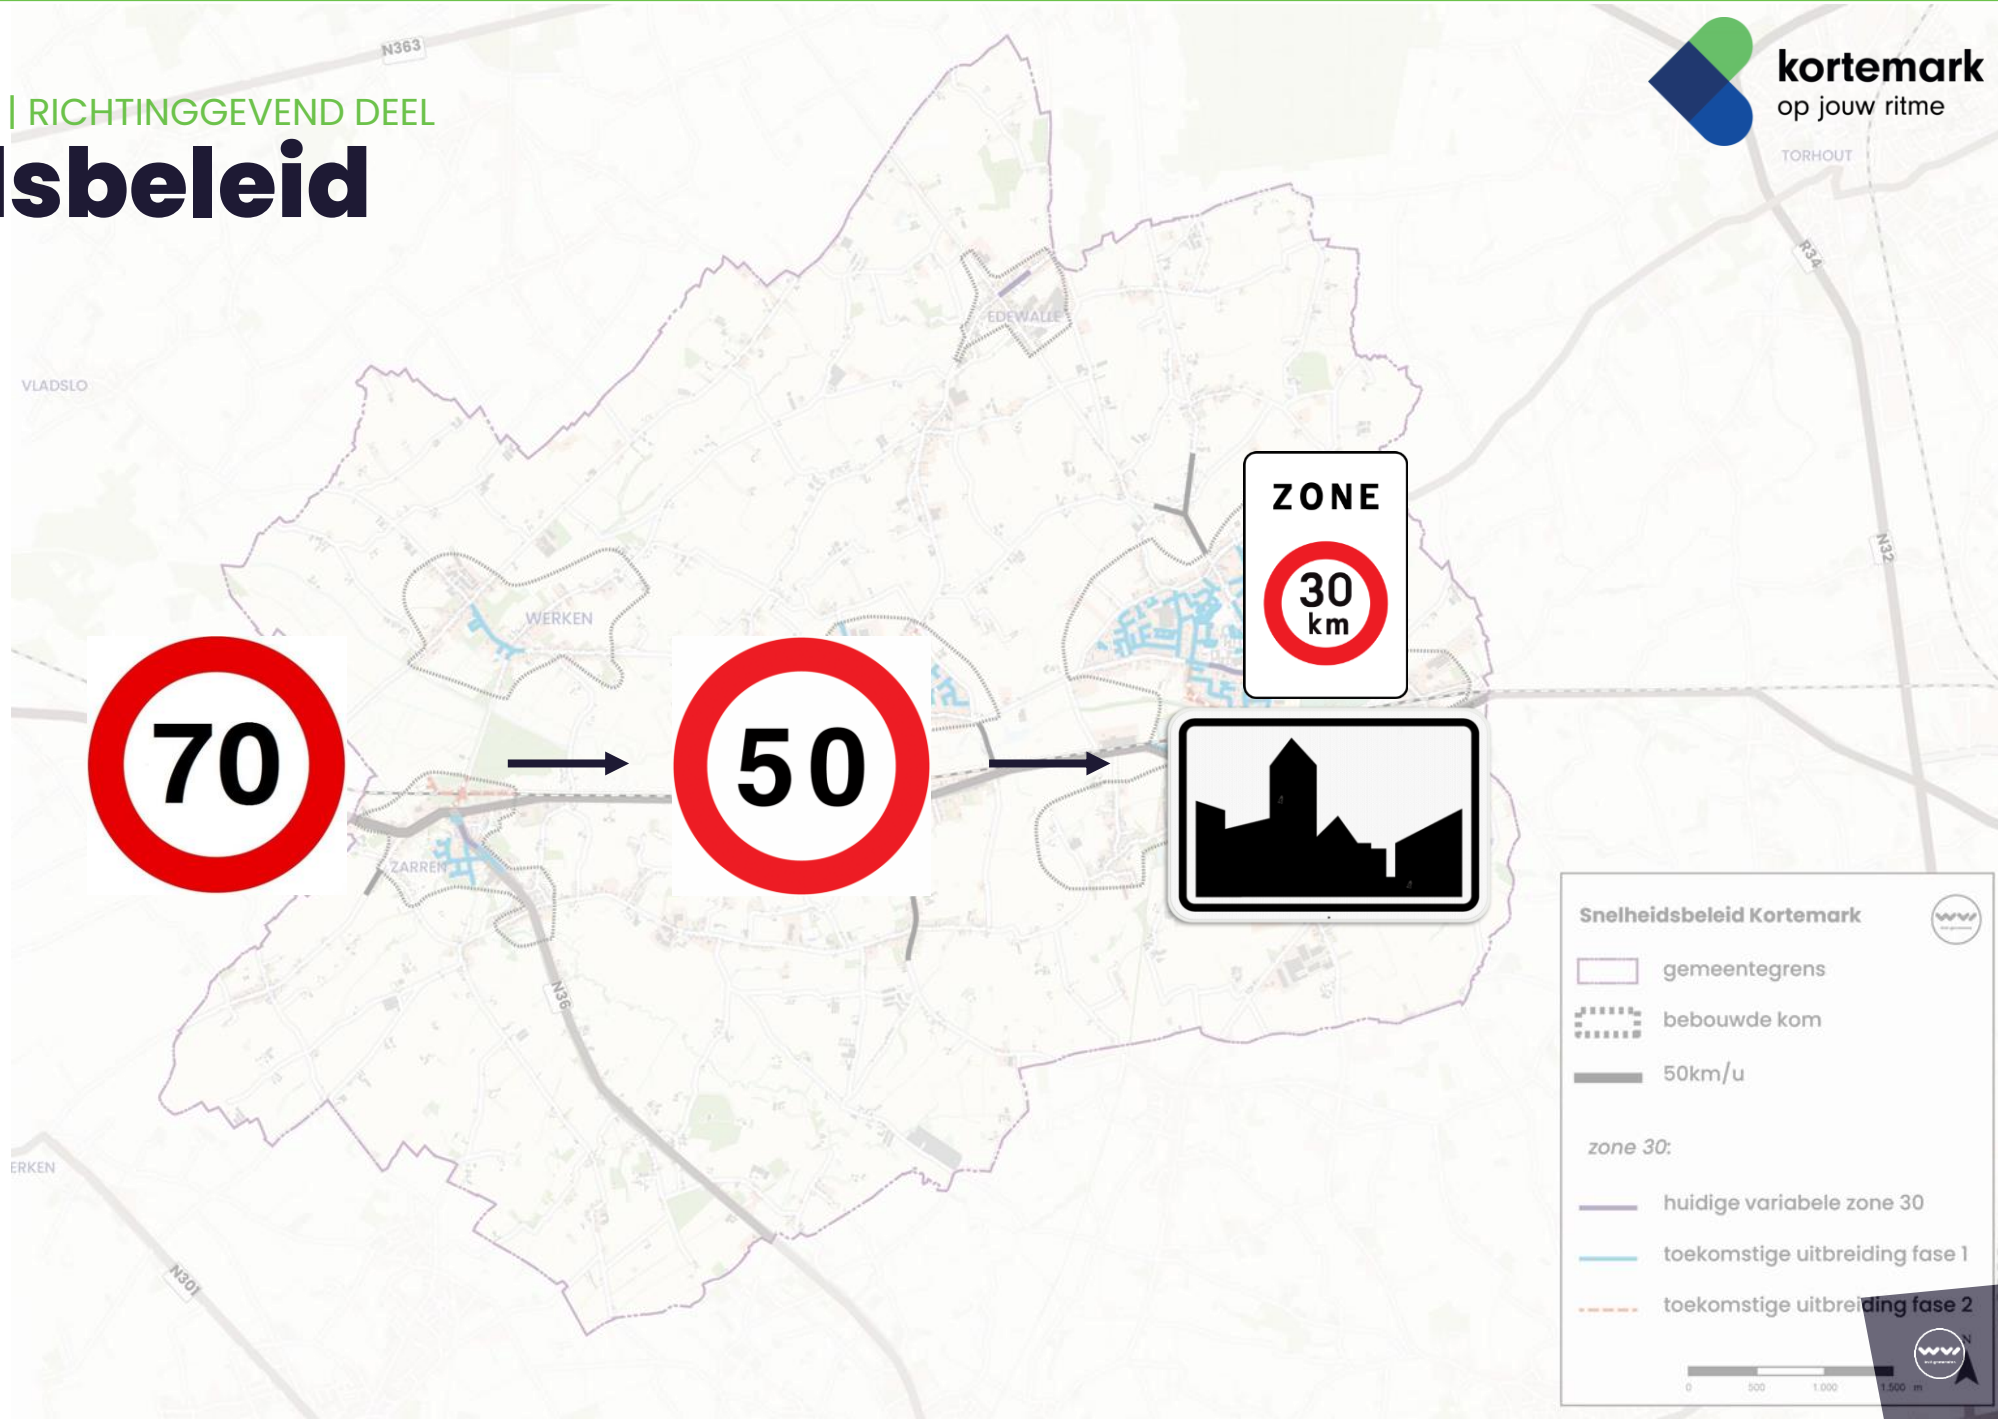 | RICHTINGGEVEND DEEL
lsbeleid
kortemark
op jouw ritme
N363
TORHOUT
R34
EDEWALLE
VLADSLO
ZONE
30
km
N32
WERKEN
70
50
ZARREN
N36
ERKEN
N301
Snelheidsbeleid Kortemark
gemeentegrens
bebouwde kom
50km/u
zone 30:
huidige variabele zone 30
toekomstige uitbreiding fase 1
toekomstige uitbreiding fase 2
N
0 500 1.000 1.500 m